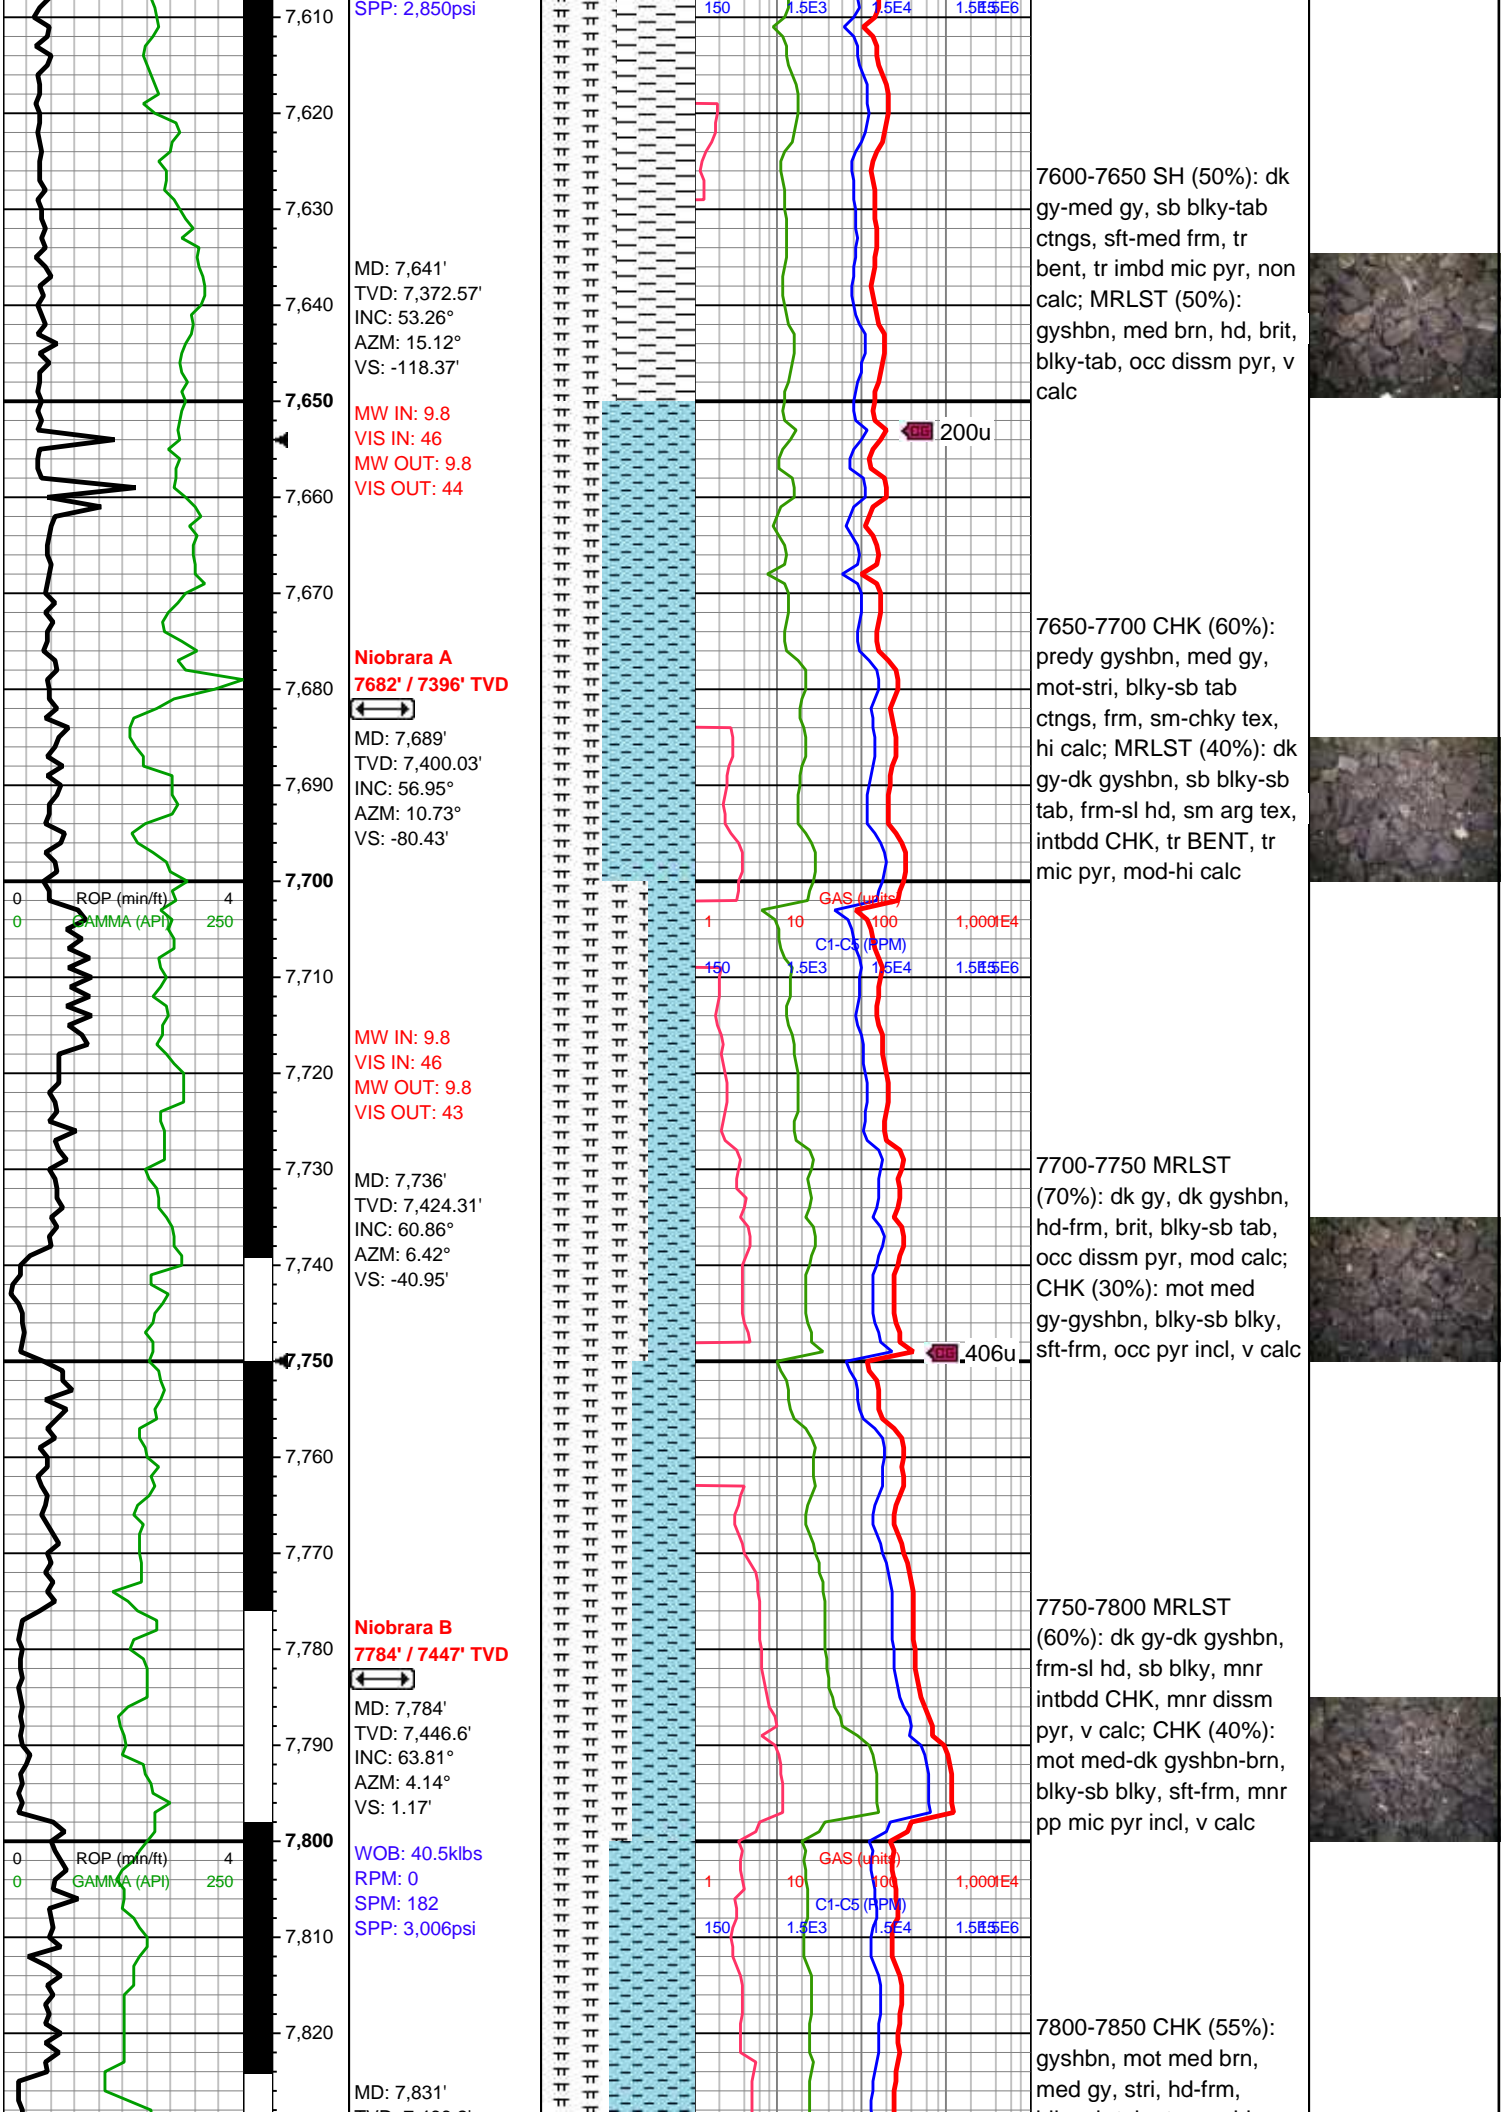 SPP: 2,850psi
150 1.5E3 1.5E4 1.5E6
7,610
7,620
7,630
7,640
7,650
7,660
7,670
7,680
7,690
7,700
7,710
7,720
7,730
7,740
7,750
7,760
7,770
7,780
7,790
7,800
7,810
7,820
MD: 7,641'
TVD: 7,372.57'
INC: 53.26°
AZM: 15.12°
VS: -118.37'
MW IN: 9.8
VIS IN: 46
MW OUT: 9.8
VIS OUT: 44
Niobrara A
7682' / 7396' TVD
MD: 7,689'
TVD: 7,400.03'
INC: 56.95°
AZM: 10.73°
VS: -80.43'
0 ROP (min/ft) 4
0 GAMMA (API) 250
MW IN: 9.8
VIS IN: 46
MW OUT: 9.8
VIS OUT: 43
MD: 7,736'
TVD: 7,424.31'
INC: 60.86°
AZM: 6.42°
VS: -40.95'
Niobrara B
7784' / 7447' TVD
MD: 7,784'
TVD: 7,446.6'
INC: 63.81°
AZM: 4.14°
VS: 1.17'
0 ROP (min/ft) 4
0 GAMMA (API) 250
WOB: 40.5klbs
RPM: 0
SPM: 182
SPP: 3,006psi
MD: 7,831'
CG 200u
GAS (units)
1 10 100 1,000 1E4
C1-C5 (PPM)
150 1.5E3 1.5E4 1.5E6
CG 406u
GAS (units)
1 10 100 1,000 1E4
C1-C5 (PPM)
150 1.5E3 1.5E4 1.5E6
7600-7650 SH (50%): dk
gy-med gy, sb blky-tab
ctngs, sft-med frm, tr
bent, tr imbd mic pyr, non
calc; MRLST (50%):
gyshbn, med brn, hd, brit,
blky-tab, occ dissm pyr, v
calc
7650-7700 CHK (60%):
predy gyshbn, med gy,
mot-stri, blky-sb tab
ctngs, frm, sm-chky tex,
hi calc; MRLST (40%): dk
gy-dk gyshbn, sb blky-sb
tab, frm-sl hd, sm arg tex,
intbdd CHK, tr BENT, tr
mic pyr, mod-hi calc
7700-7750 MRLST
(70%): dk gy, dk gyshbn,
hd-frm, brit, blky-sb tab,
occ dissm pyr, mod calc;
CHK (30%): mot med
gy-gyshbn, blky-sb blky,
sft-frm, occ pyr incl, v calc
7750-7800 MRLST
(60%): dk gy-dk gyshbn,
frm-sl hd, sb blky, mnr
intbdd CHK, mnr dissm
pyr, v calc; CHK (40%):
mot med-dk gyshbn-brn,
blky-sb blky, sft-frm, mnr
pp mic pyr incl, v calc
7800-7850 CHK (55%):
gyshbn, mot med brn,
med gy, stri, hd-frm,